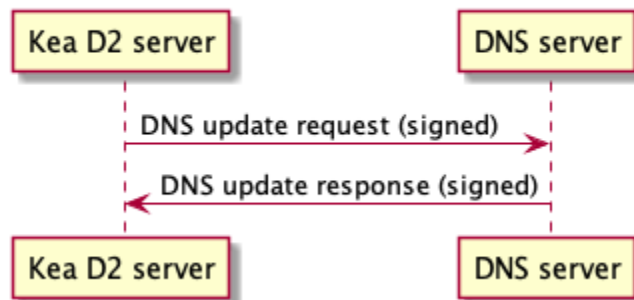 Kea D2 server
DNS server
DNS update request (signed)
DNS update response (signed)
Kea D2 server
DNS server